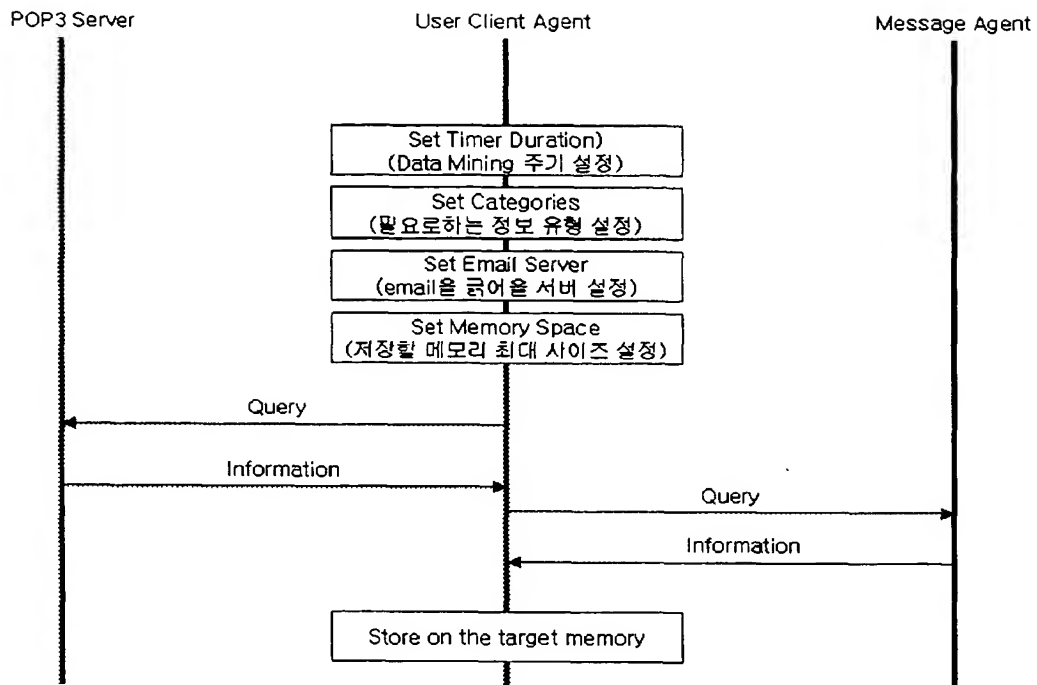 POP3 Server
User Client Agent
Message Agent
Set Timer Duration)
(Data Mining 주기 설정)
Set Categories
(필요로하는 정보 유형 설정)
Set Email Server
(email을 긁어올 서버 설정)
Set Memory Space
(저장할 메모리 최대 사이즈 설정)
Query
Information
Query
Information
Store on the target memory